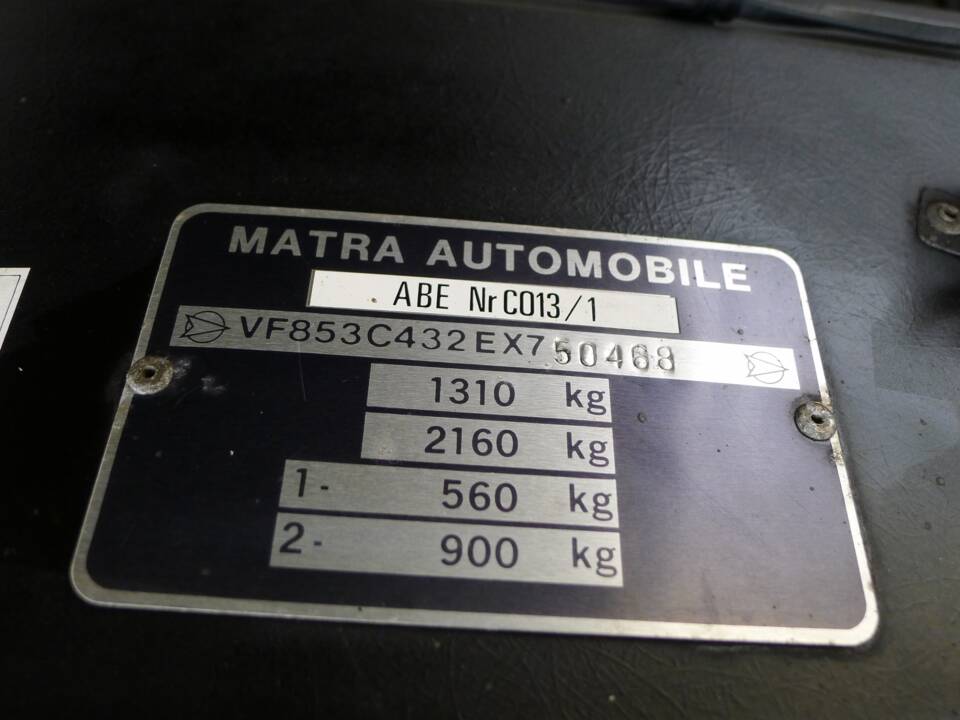 MATRA AUTOMOBILE
ABE Nr C013/1
VF853C432EX750468
1310 kg
2160 kg
1- 560 kg
2- 900 kg